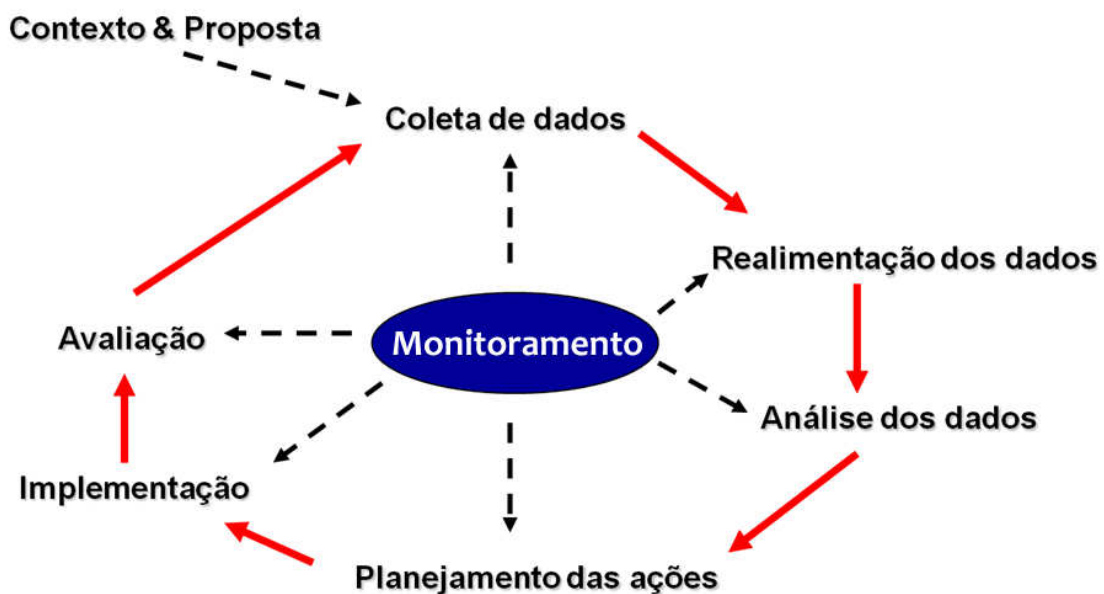 Contexto & Proposta
Coleta de dados
Realimentação dos dados
Monitoramento
Avaliação
Análise dos dados
Implementação
Planejamento das ações